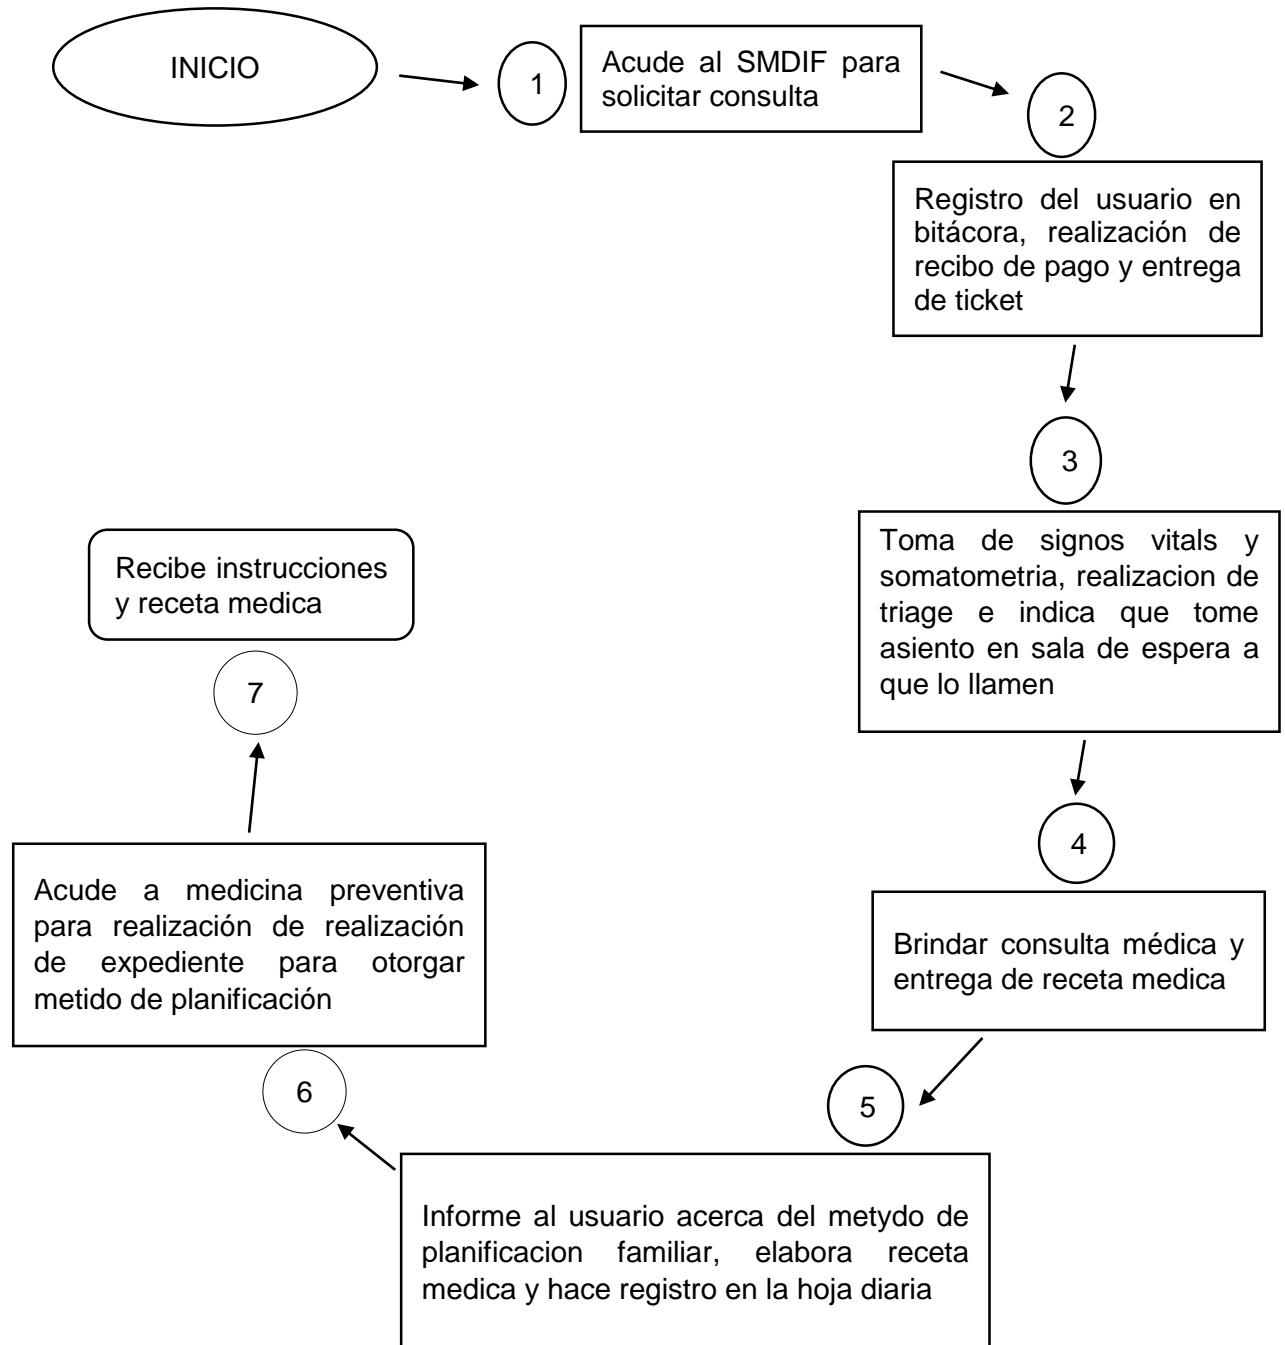 INICIO
1
Acude al SMDIF para
solicitar consulta
2
Registro del usuario en
bitácora, realización de
recibo de pago y entrega
de ticket
3
Toma de signos vitals y
somatometria, realizacion de
triage e indica que tome
asiento en sala de espera a
que lo llamen
4
Brindar consulta médica y
entrega de receta medica
5
Informe al usuario acerca del metydo de
planificacion familiar, elabora receta
medica y hace registro en la hoja diaria
6
Acude a medicina preventiva
para realización de realización
de expediente para otorgar
metido de planificación
7
Recibe instrucciones
y receta medica